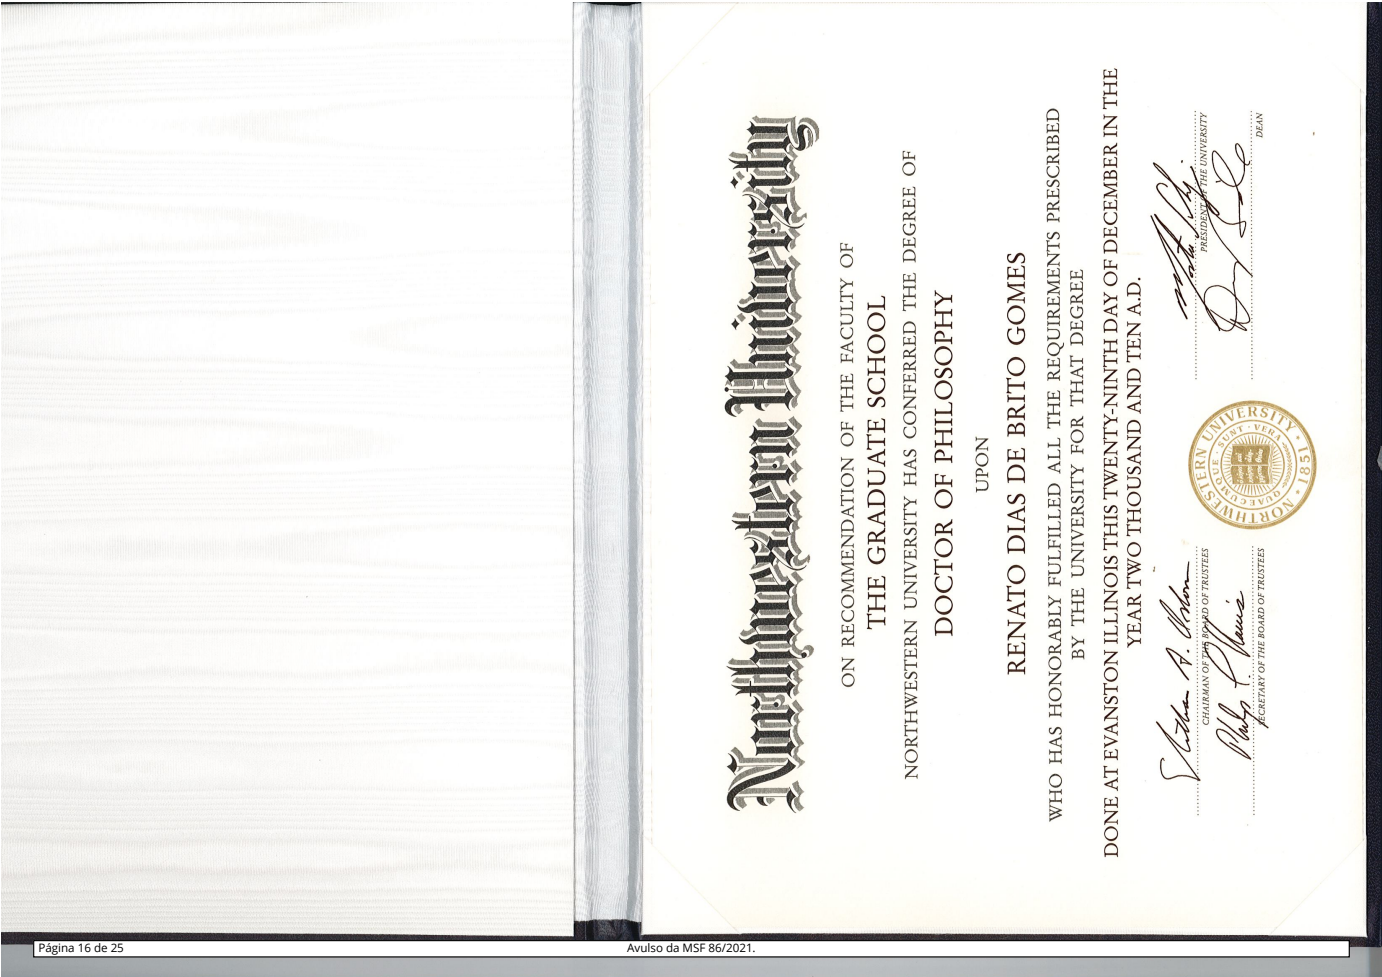 Northwestern University
ON RECOMMENDATION OF THE FACULTY OF
THE GRADUATE SCHOOL
NORTHWESTERN UNIVERSITY HAS CONFERRED THE DEGREE OF
DOCTOR OF PHILOSOPHY
UPON
RENATO DIAS DE BRITO GOMES
WHO HAS HONORABLY FULFILLED ALL THE REQUIREMENTS PRESCRIBED
BY THE UNIVERSITY FOR THAT DEGREE
DONE AT EVANSTON ILLINOIS THIS TWENTY-NINTH DAY OF DECEMBER IN THE
YEAR TWO THOUSAND AND TEN A.D.
CHAIRMAN OF THE BOARD OF TRUSTEES
SECRETARY OF THE BOARD OF TRUSTEES
NORTHWESTERN UNIVERSITY · 1851 ·
QUAECUMQUE · SUNT · VERA
PRESIDENT OF THE UNIVERSITY
DEAN
Página 16 de 25
Avulso da MSF 86/2021.